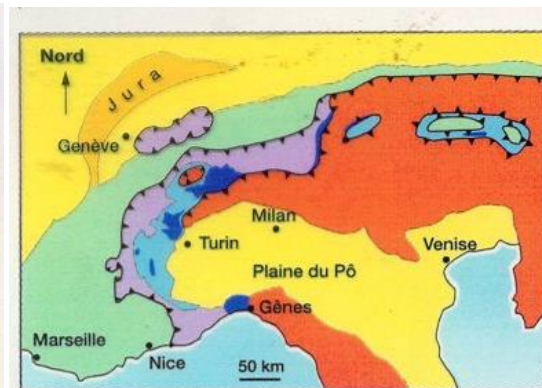 Nord
Jura
Genève
Milan
Turin
Venise
Plaine du Pô
Gênes
Marseille
Nice
50 km